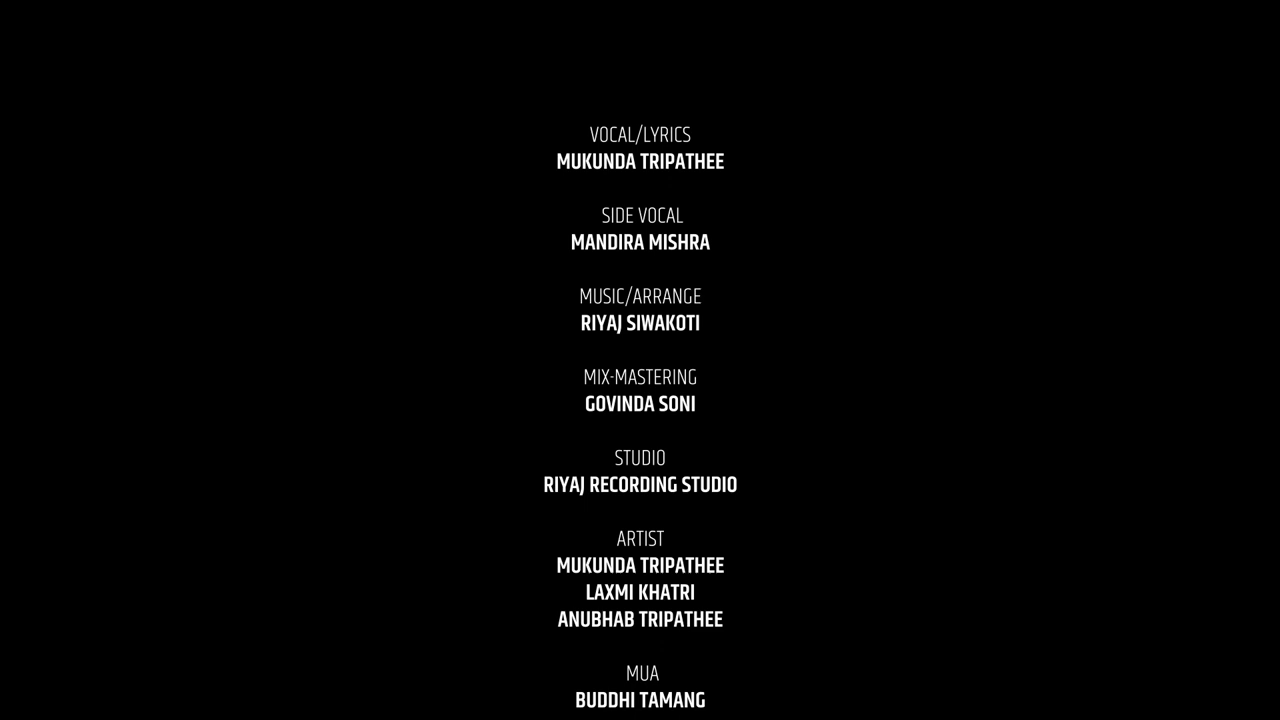 VOCAL/LYRICS
MUKUNDA TRIPATHEE
SIDE VOCAL
MANDIRA MISHRA
MUSIC/ARRANGE
RIYAJ SIWAKOTI
MIX-MASTERING
GOVINDA SONI
STUDIO
RIYAJ RECORDING STUDIO
ARTIST
MUKUNDA TRIPATHEE
LAXMI KHATRI
ANUBHAB TRIPATHEE
MUA
BUDDHI TAMANG